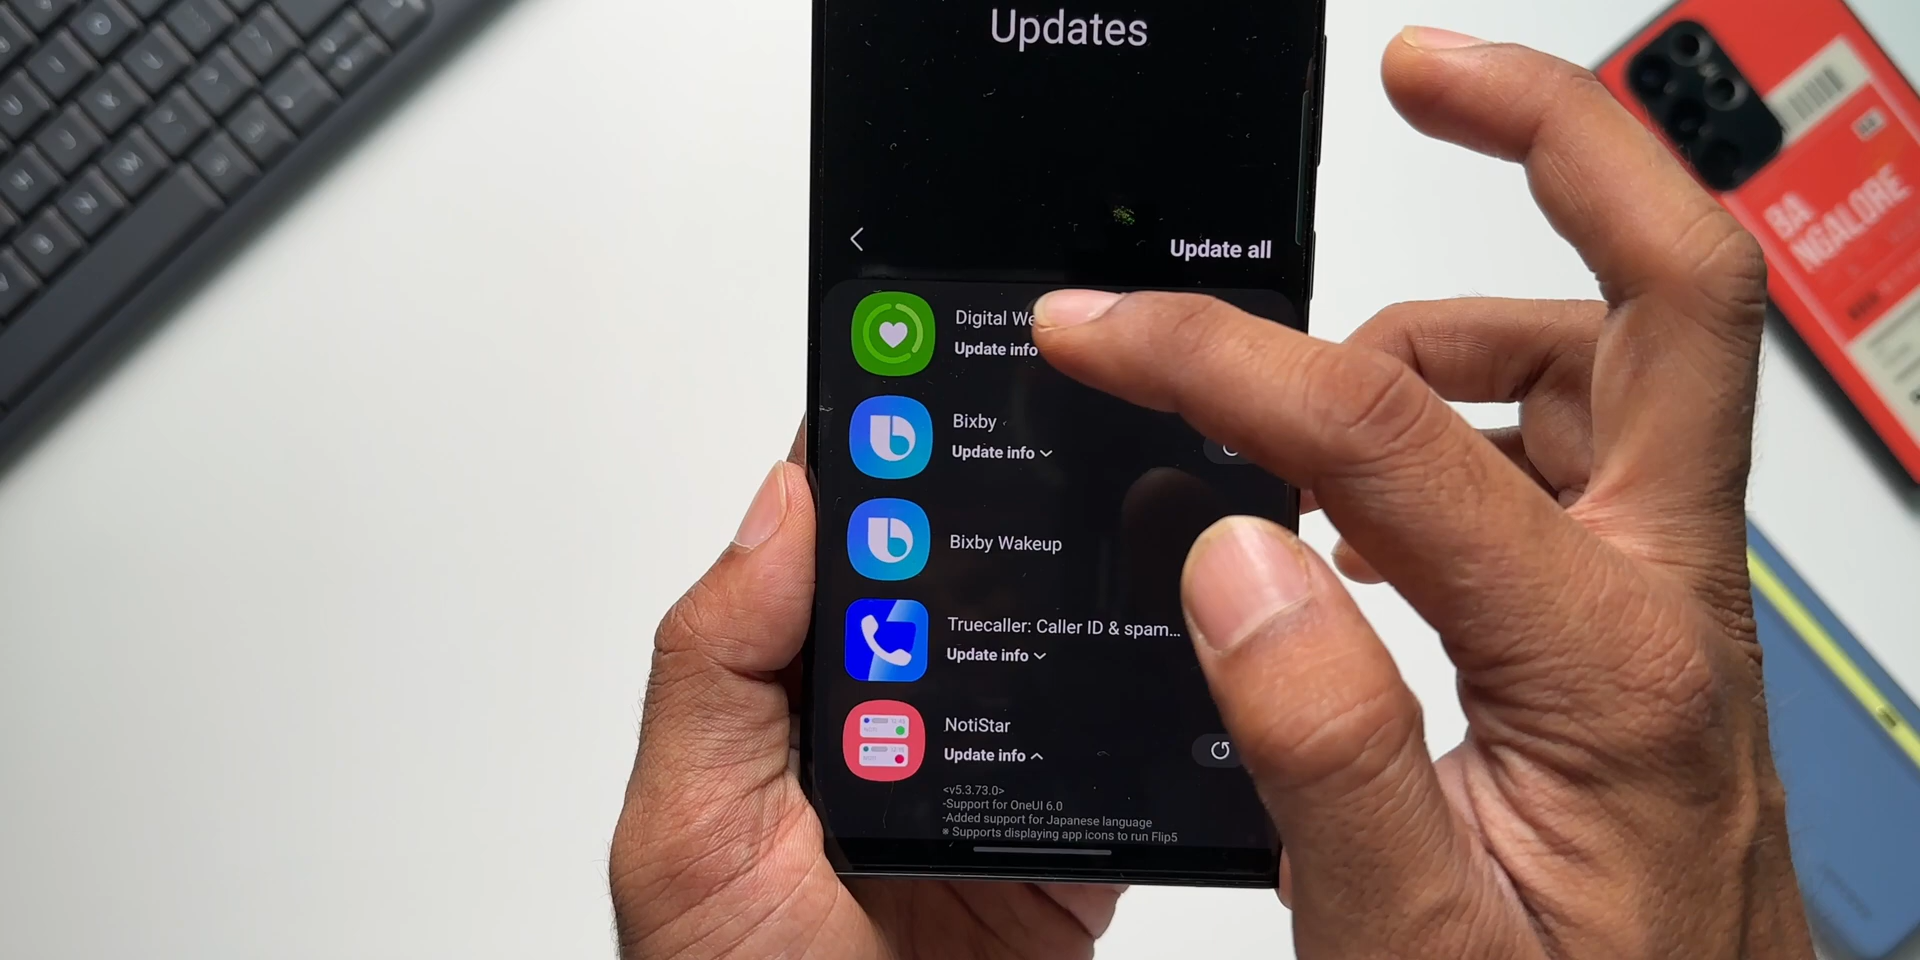 Updates
Update all
Digital We
Update info
Bixby
Update info
Bixby Wakeup
Truecaller: Caller ID & spam...
Update info
NotiStar
Update info
<v5.3.73.0>
-Support for OneUI 6.0
-Added support for Japanese language
※ Supports displaying app icons to run Flip5
BA
NGALORE